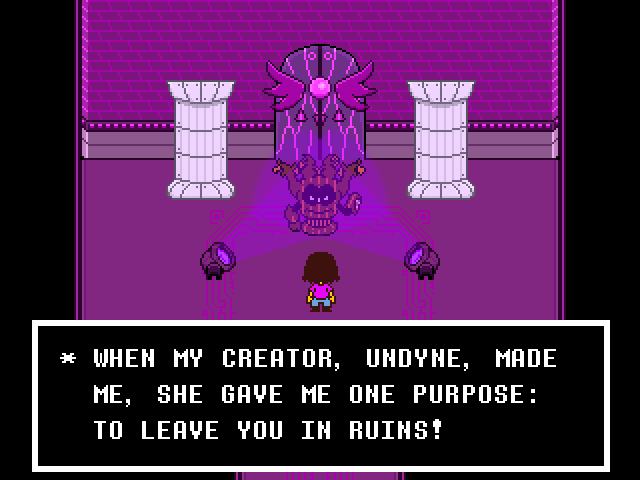 * WHEN MY CREATOR, UNDYNE, MADE
ME, SHE GAVE ME ONE PURPOSE:
TO LEAVE YOU IN RUINS!